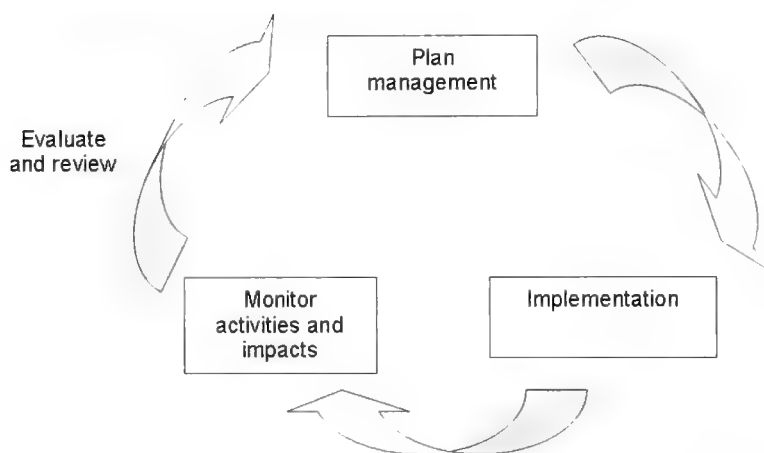 Plan
management
Evaluate
and review
Monitor
activities and
impacts
Implementation